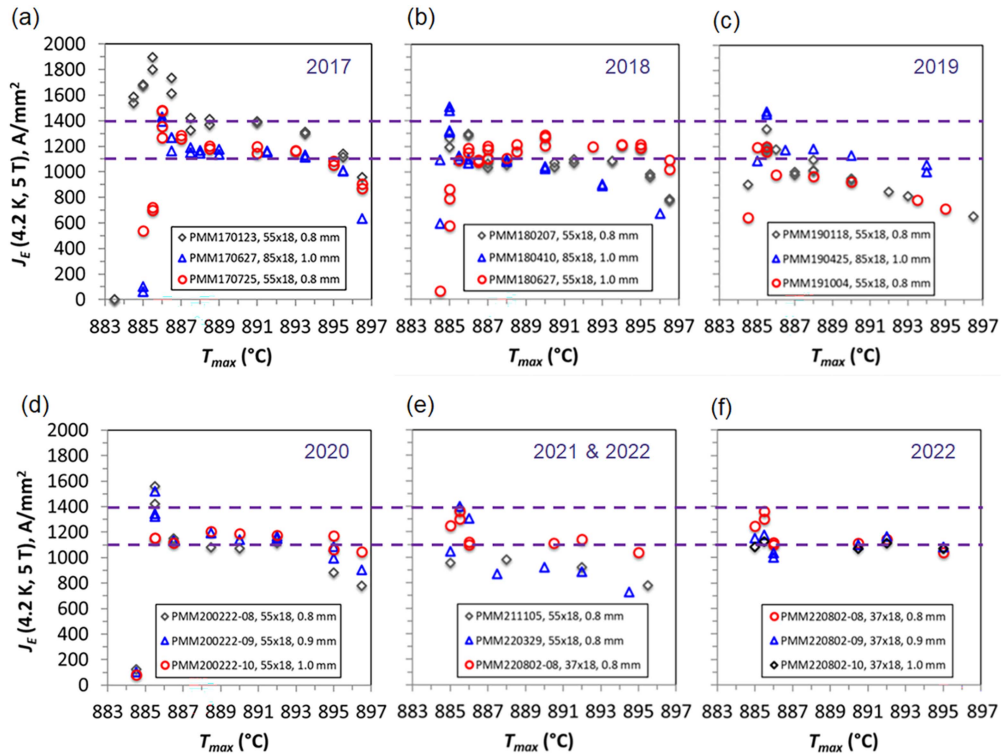 (a)
(b)
(c)
J_E (4.2 K, 5 T), A/mm²
2000
1800
1600
1400
1200
1000
800
600
400
200
0
2017
PMM170123, 55x18, 0.8 mm
PMM170627, 85x18, 1.0 mm
PMM170725, 55x18, 0.8 mm
883 885 887 889 891 893 895 897
T_max (°C)
2018
PMM180207, 55x18, 0.8 mm
PMM180410, 85x18, 1.0 mm
PMM180627, 55x18, 1.0 mm
883 885 887 889 891 893 895 897
T_max (°C)
2019
PMM190118, 55x18, 0.8 mm
PMM190425, 85x18, 1.0 mm
PMM191004, 55x18, 0.8 mm
883 885 887 889 891 893 895 897
T_max (°C)
(d)
(e)
(f)
J_E (4.2 K, 5 T), A/mm²
2000
1800
1600
1400
1200
1000
800
600
400
200
0
2020
PMM200222-08, 55x18, 0.8 mm
PMM200222-09, 55x18, 0.9 mm
PMM200222-10, 55x18, 1.0 mm
883 885 887 889 891 893 895 897
T_max (°C)
2021 & 2022
PMM211105, 55x18, 0.8 mm
PMM220329, 55x18, 0.8 mm
PMM220802-08, 37x18, 0.8 mm
883 885 887 889 891 893 895 897
T_max (°C)
2022
PMM220802-08, 37x18, 0.8 mm
PMM220802-09, 37x18, 0.9 mm
PMM220802-10, 37x18, 1.0 mm
883 885 887 889 891 893 895 897
T_max (°C)